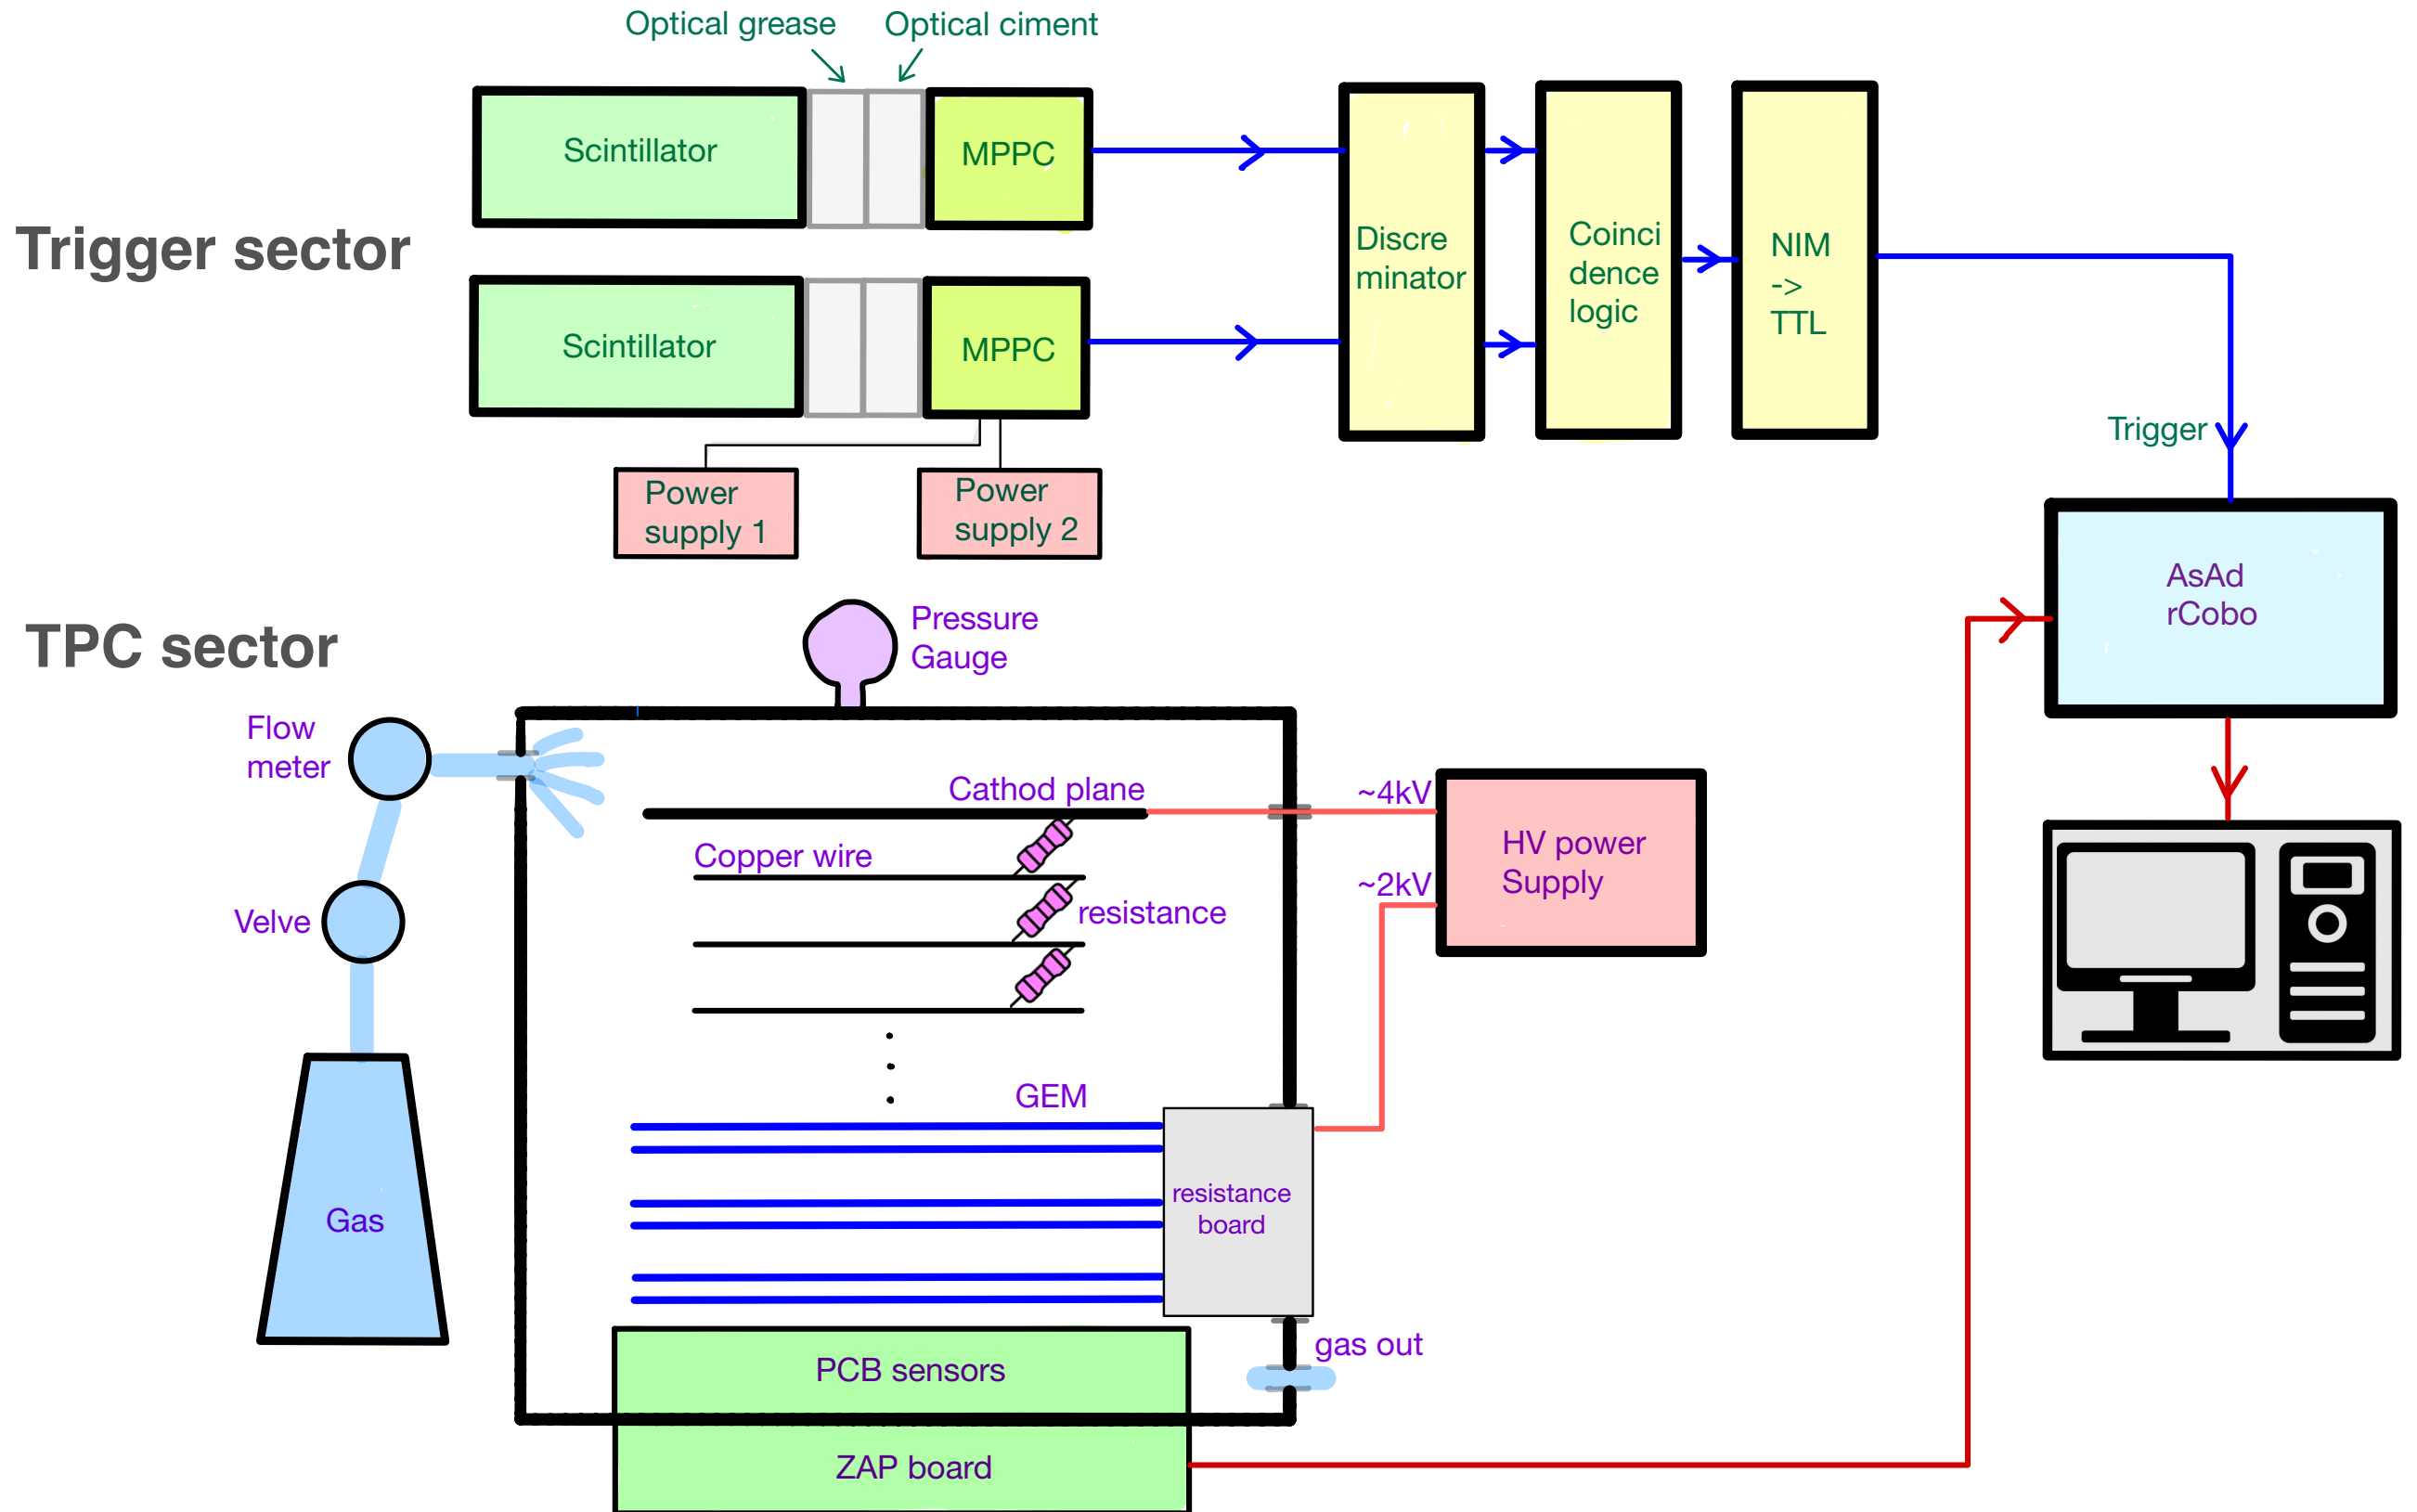 Optical grease
Optical ciment
Scintillator
MPPC
Trigger sector
Scintillator
MPPC
Discre
minator
Coinci
dence
logic
NIM
->
TTL
Trigger
Power
supply 1
Power
supply 2
AsAd
rCobo
TPC sector
Pressure
Gauge
Flow
meter
Cathod plane
~4kV
HV power
Supply
Copper wire
~2kV
resistance
Velve
GEM
resistance
board
Gas
gas out
PCB sensors
ZAP board